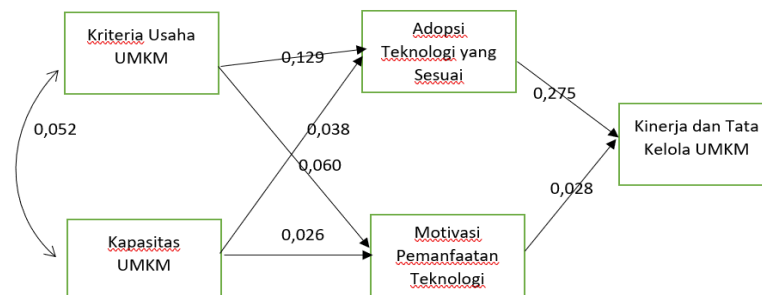 Kriteria Usaha
UMKM
Adopsi
Teknologi yang
Sesuai
0,129
0,275
0,052
0,038
0,060
Kinerja dan Tata
Kelola UMKM
0,028
Kapasitas
UMKM
0,026
Motivasi
Pemanfaatan
Teknologi